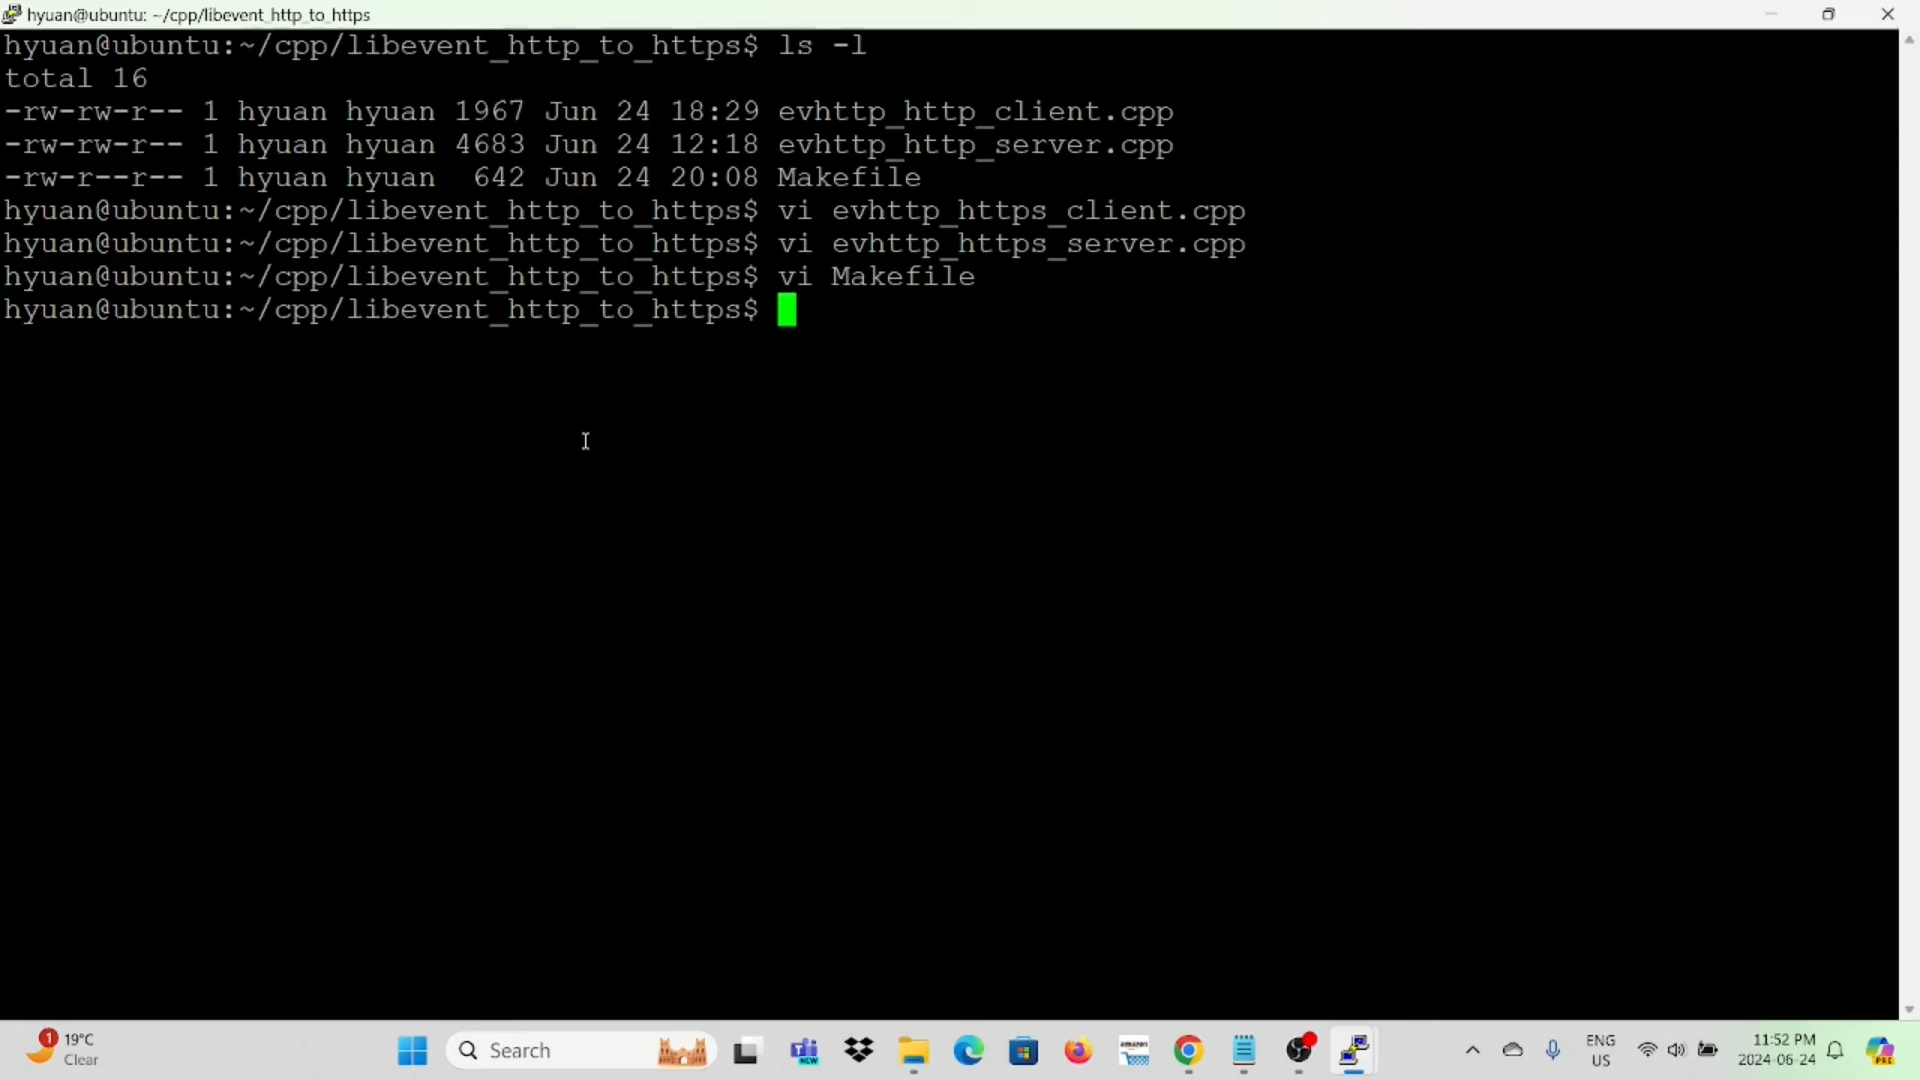 hyuan@ubuntu: ~/cpp/libevent_http_to_https
hyuan@ubuntu:~/cpp/libevent_http_to_https$ ls -l
total 16
-rw-rw-r-- 1 hyuan hyuan 1967 Jun 24 18:29 evhttp_http_client.cpp
-rw-rw-r-- 1 hyuan hyuan 4683 Jun 24 12:18 evhttp_http_server.cpp
-rw-r--r-- 1 hyuan hyuan  642 Jun 24 20:08 Makefile
hyuan@ubuntu:~/cpp/libevent_http_to_https$ vi evhttp_https_client.cpp
hyuan@ubuntu:~/cpp/libevent_http_to_https$ vi evhttp_https_server.cpp
hyuan@ubuntu:~/cpp/libevent_http_to_https$ vi Makefile
hyuan@ubuntu:~/cpp/libevent_http_to_https$
1
19°C
Clear
Search
NEW
amazon
ENG
US
11:52 PM
2024-06-24
PRE